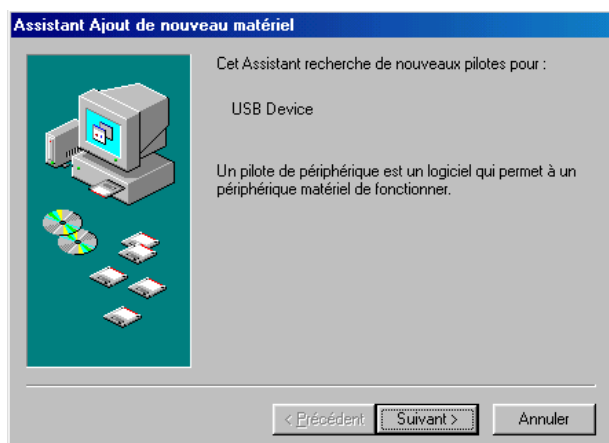 Assistant Ajout de nouveau matériel
Cet Assistant recherche de nouveaux pilotes pour :
USB Device
Un pilote de périphérique est un logiciel qui permet à un
périphérique matériel de fonctionner.
< Précédent
Suivant >
Annuler